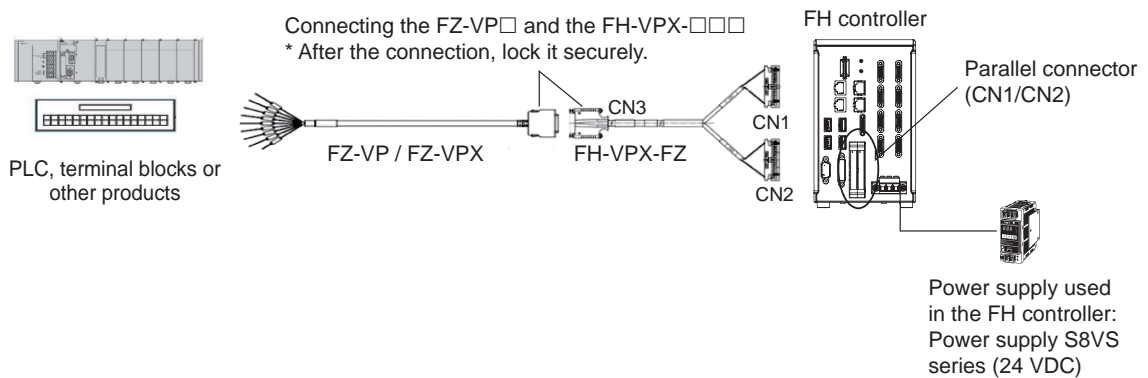 Connecting the FZ-VP□ and the FH-VPX-□□□
* After the connection, lock it securely.
FH controller
Parallel connector
(CN1/CN2)
CN3
CN1
FZ-VP / FZ-VPX
FH-VPX-FZ
CN2
PLC, terminal blocks or
other products
Power supply used
in the FH controller:
Power supply S8VS
series (24 VDC)